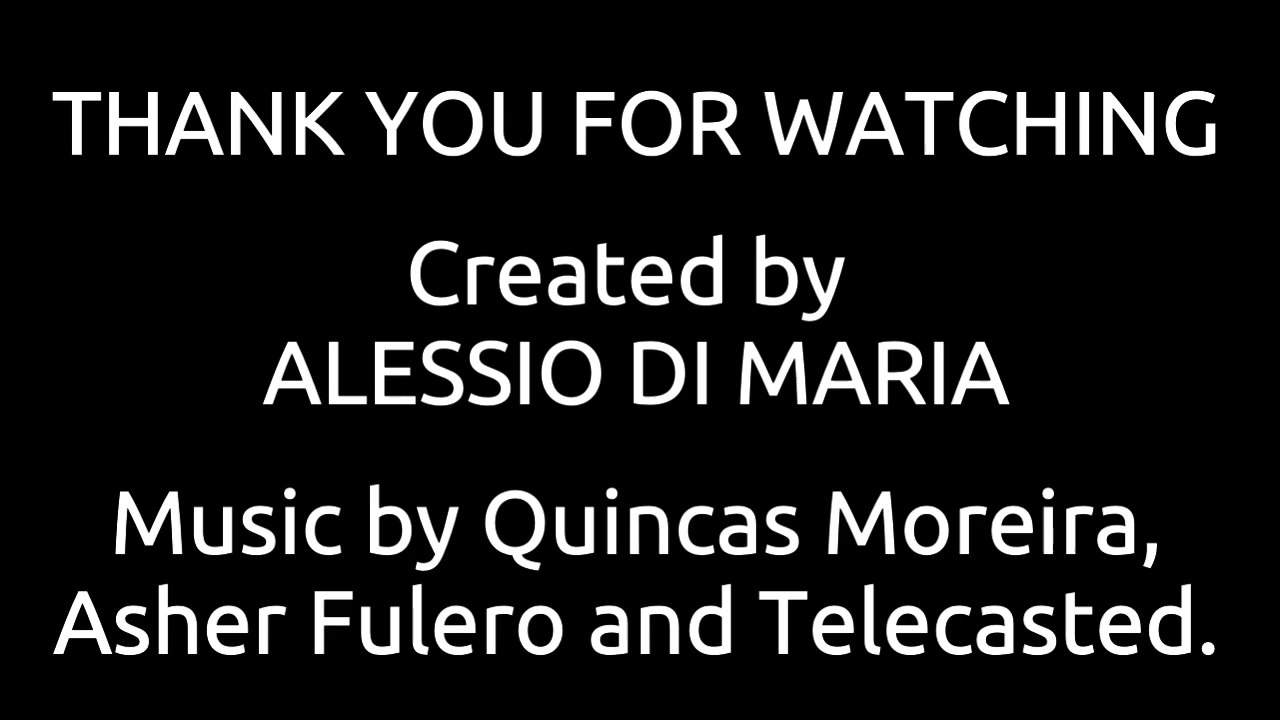 THANK YOU FOR WATCHING
Created by
ALESSIO DI MARIA
Music by Quincas Moreira,
Asher Fulero and Telecasted.